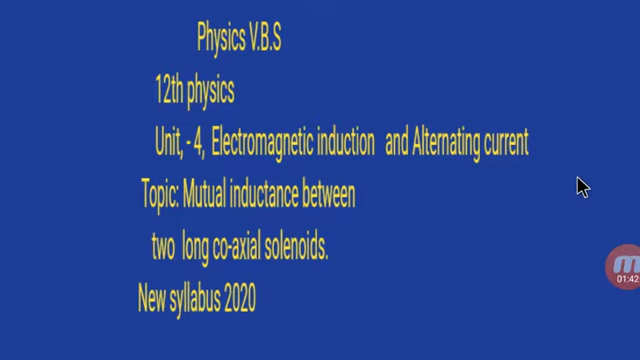 Physics V.B.S
12th physics
Unit, - 4, Electromagnetic induction and Alternating current
Topic: Mutual inductance between
two long co-axial solenoids.
New syllabus 2020
01:42